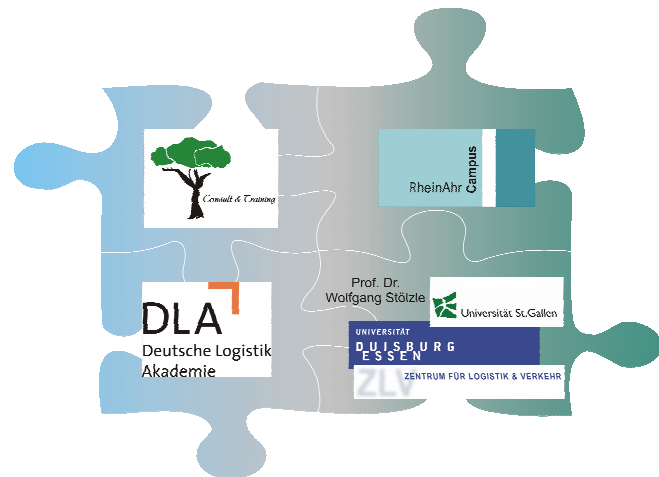 Consult & Training
RheinAhr
Campus
DLA
Deutsche Logistik
Akademie
Prof. Dr.
Wolfgang Stölzle
Universität St.Gallen
UNIVERSITÄT
DUISBURG
ESSEN
ZLV
ZENTRUM FÜR LOGISTIK & VERKEHR